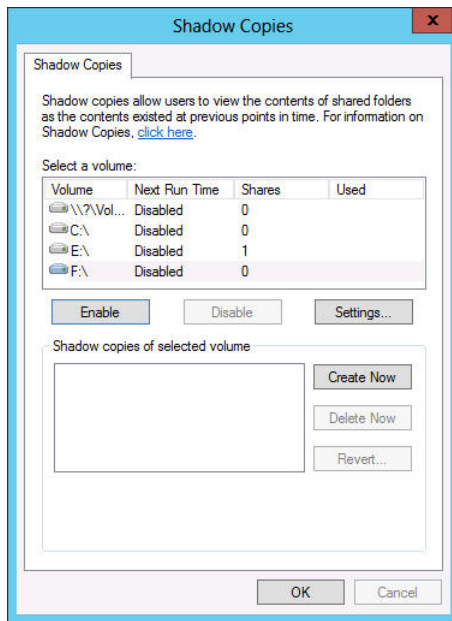 Shadow Copies
x
Shadow Copies
Shadow copies allow users to view the contents of shared folders
as the contents existed at previous points in time. For information on
Shadow Copies, click here.
Select a volume:
Volume Next Run Time Shares Used
\\?\Vol... Disabled 0
C:\ Disabled 0
E:\ Disabled 1
F:\ Disabled 0
Enable Disable Settings...
Shadow copies of selected volume
Create Now
Delete Now
Revert...
OK Cancel